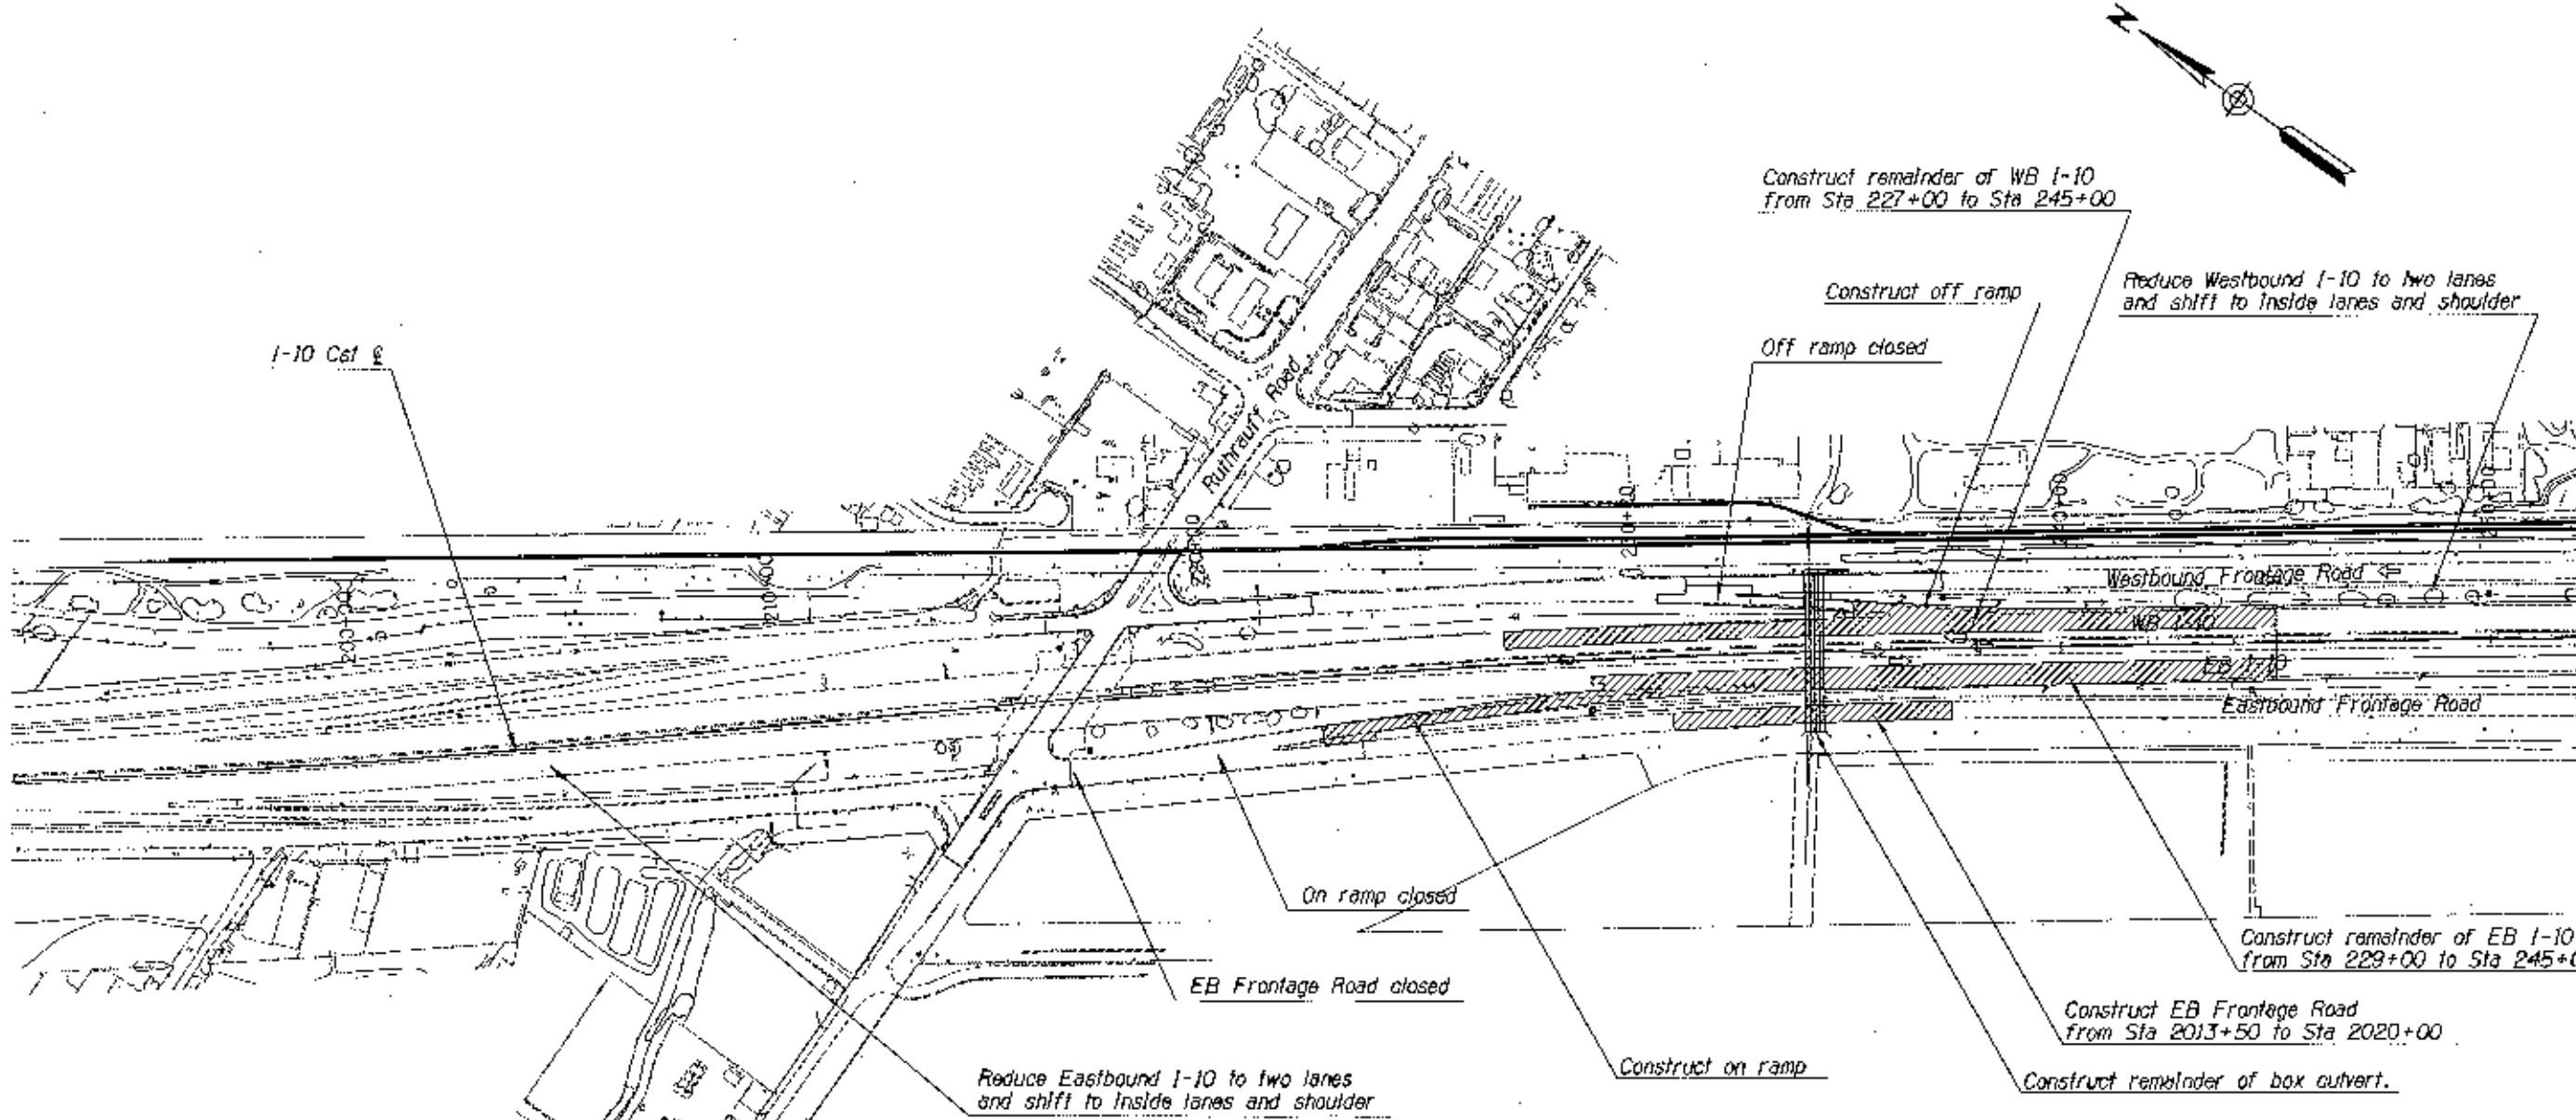 N
Construct remainder of WB I-10
from Sta 227+00 to Sta 245+00
Reduce Westbound I-10 to two lanes
and shift to inside lanes and shoulder
Construct off ramp
Off ramp closed
I-10 Cst ℄
Ruthrauff Road
Westbound Frontage Road
WB I-10
EB I-10
Eastbound Frontage Road
210+00
On ramp closed
EB Frontage Road closed
Construct remainder of EB I-10
from Sta 229+00 to Sta 245+0
Construct EB Frontage Road
from Sta 2013+50 to Sta 2020+00
Construct on ramp
Construct remainder of box culvert.
Reduce Eastbound I-10 to two lanes
and shift to inside lanes and shoulder